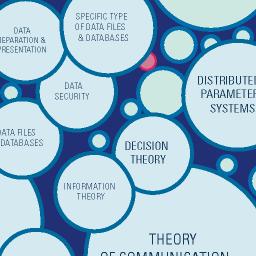 SPECIFIC TYPE
OF DATA FILES
& DATABASES
DATA
PREPARATION &
PRESENTATION
DATA
SECURITY
DISTRIBUTED
PARAMETER
SYSTEMS
DATA FILES
DATABASES
DECISION
THEORY
INFORMATION
THEORY
THEORY
OF COMMUNICATION